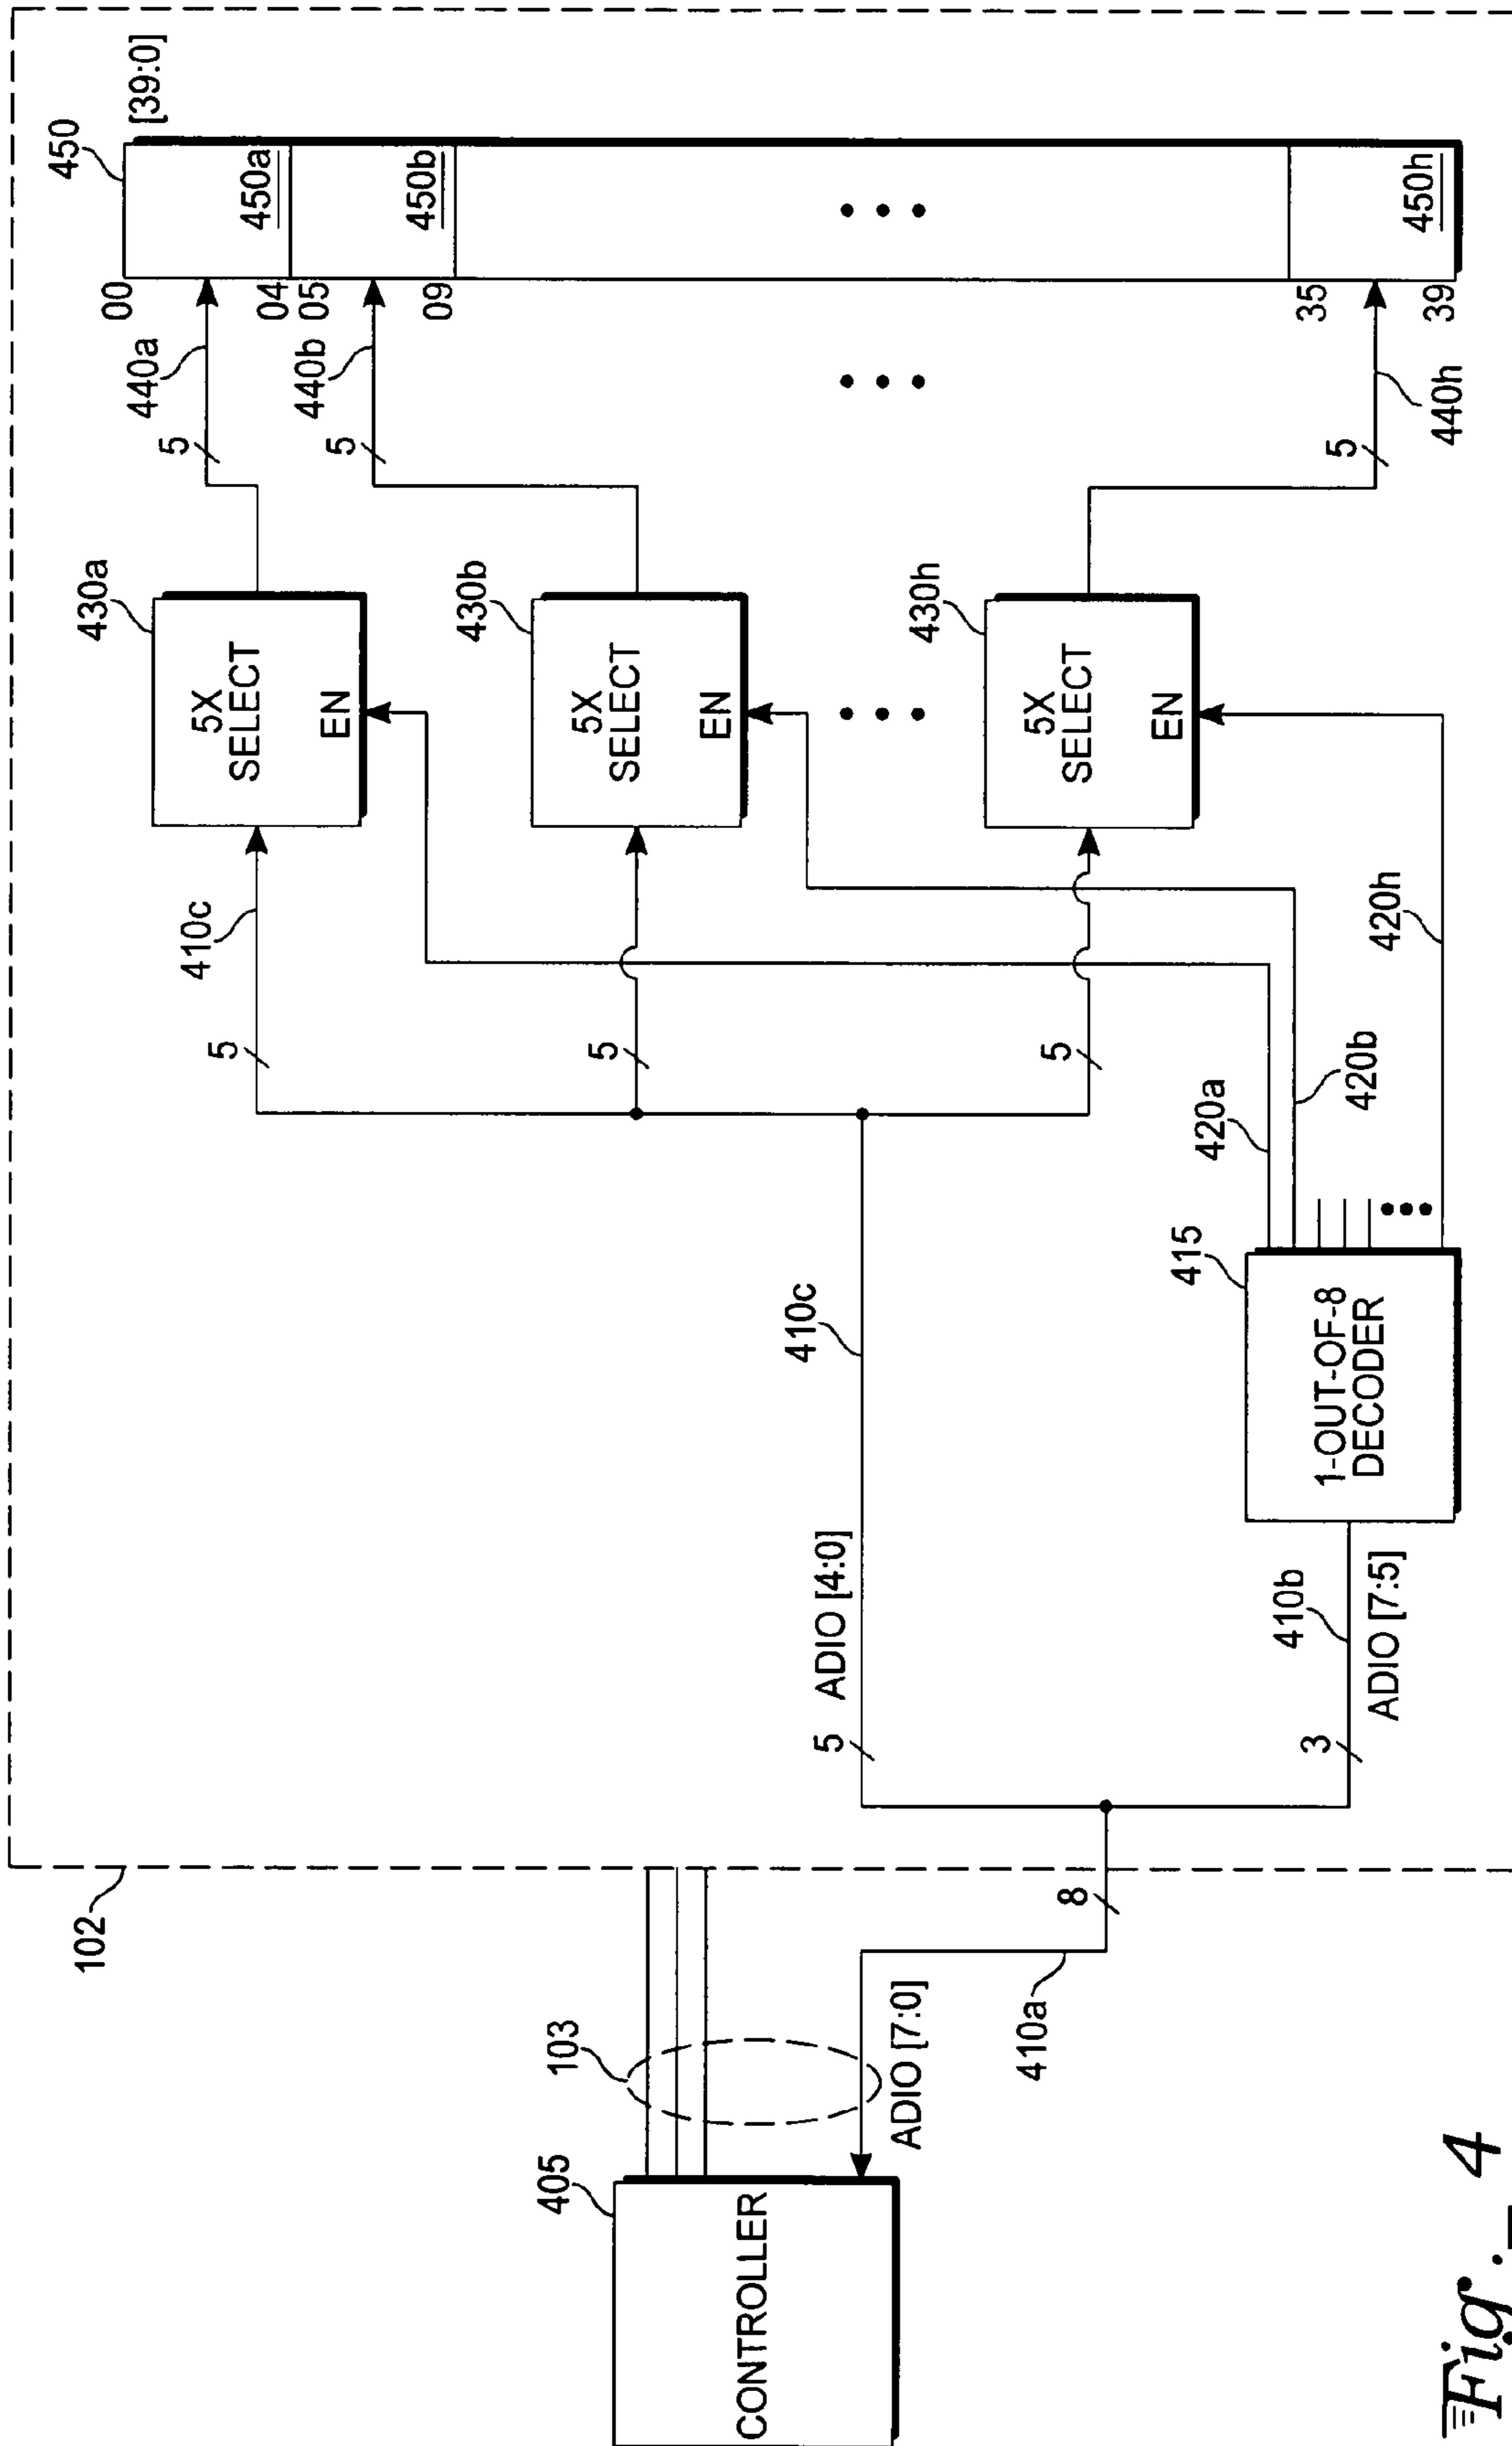 102
405
CONTROLLER
103
ADIO [7:0]
410a
8
5
ADIO [4:0]
410c
3
410b
ADIO [7:5]
415
1-OUT-OF-8
DECODER
420a
420b
420h
5
410c
5
5
430a
5X
SELECT
EN
430b
5X
SELECT
EN
430h
5X
SELECT
EN
5
440a
5
440b
5
440h
450
[39:0]
00
450a
04
05
450b
09
35
450h
39
Fig. 4